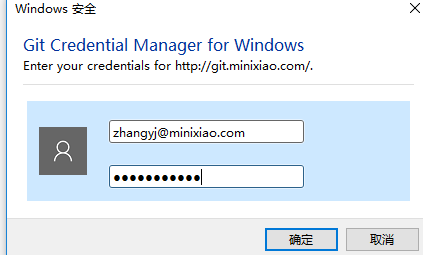 Windows 安全
Git Credential Manager for Windows
Enter your credentials for http://git.minixiao.com/.
zhangyj@minixiao.com
●●●●●●●●●●●
确定
取消